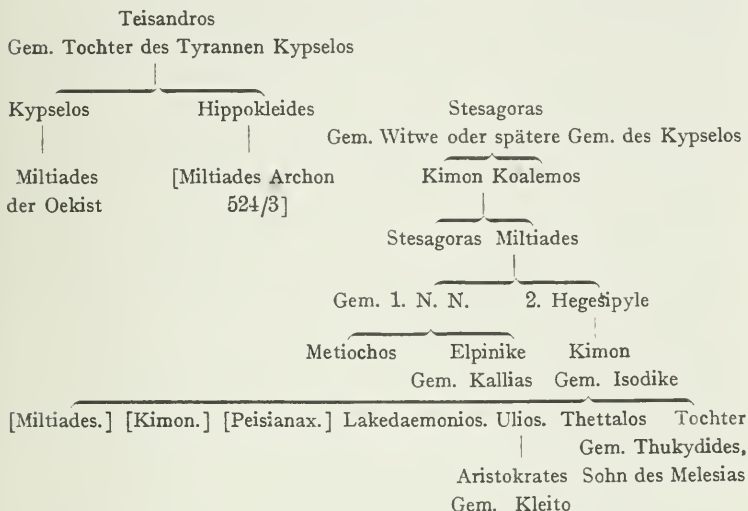 Teisandros
Gem. Tochter des Tyrannen Kypselos
Kypselos Hippokleides Stesagoras
Gem. Witwe oder spätere Gem. des Kypselos
Miltiades [Miltiades Archon Kimon Koalemos
der Oekist 524/3]
Stesagoras Miltiades
Gem. 1. N. N. 2. Hegesipyle
Metiochos Elpinike Kimon
Gem. Kallias Gem. Isodike
[Miltiades.] [Kimon.] [Peisianax.] Lakedaemonios. Ulios. Thettalos Tochter
Gem. Thukydides,
Aristokrates Sohn des Melesias
Gem. Kleito